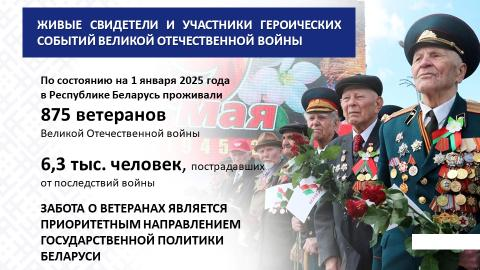 ЖИВЫЕ СВИДЕТЕЛИ И УЧАСТНИКИ ГЕРОИЧЕСКИХ
СОБЫТИЙ ВЕЛИКОЙ ОТЕЧЕСТВЕННОЙ ВОЙНЫ
По состоянию на 1 января 2025 года
в Республике Беларусь проживали
875 ветеранов
Великой Отечественной войны
6,3 тыс. человек, пострадавших
от последствий войны
ЗАБОТА О ВЕТЕРАНАХ ЯВЛЯЕТСЯ
ПРИОРИТЕТНЫМ НАПРАВЛЕНИЕМ
ГОСУДАРСТВЕННОЙ ПОЛИТИКИ
БЕЛАРУСИ
Мая
1945